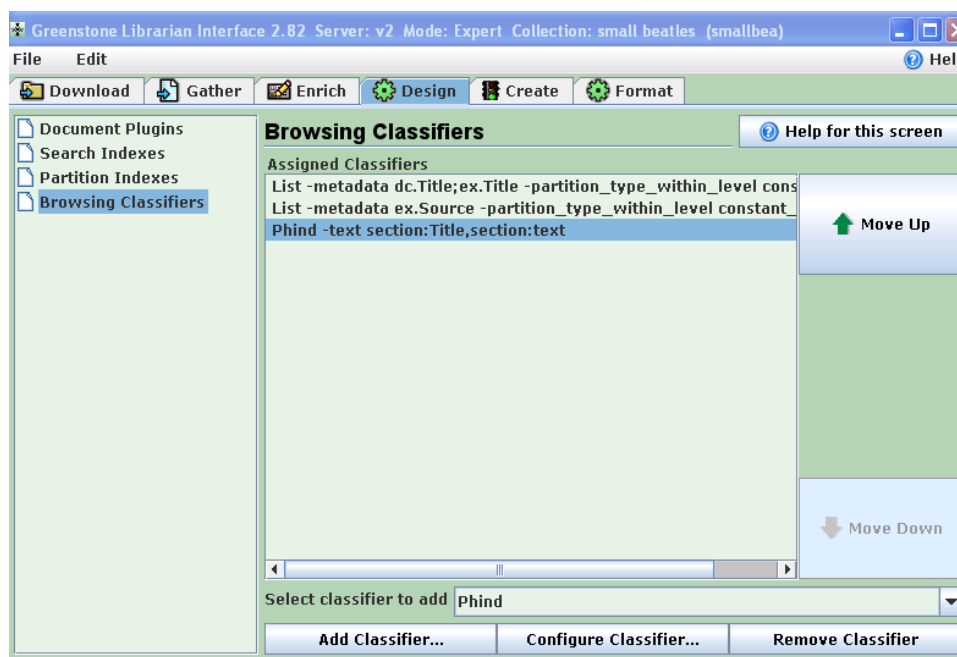 Greenstone Librarian Interface 2.82 Server: v2 Mode: Expert Collection: small beatles (smallbea)
File Edit Hel
Download Gather Enrich Design Create Format
Document Plugins
Search Indexes
Partition Indexes
Browsing Classifiers
Browsing Classifiers
Help for this screen
Assigned Classifiers
List -metadata dc.Title;ex.Title -partition_type_within_level cons
List -metadata ex.Source -partition_type_within_level constant_
Phind -text section:Title,section:text
Move Up
Move Down
Select classifier to add Phind
Add Classifier... Configure Classifier... Remove Classifier